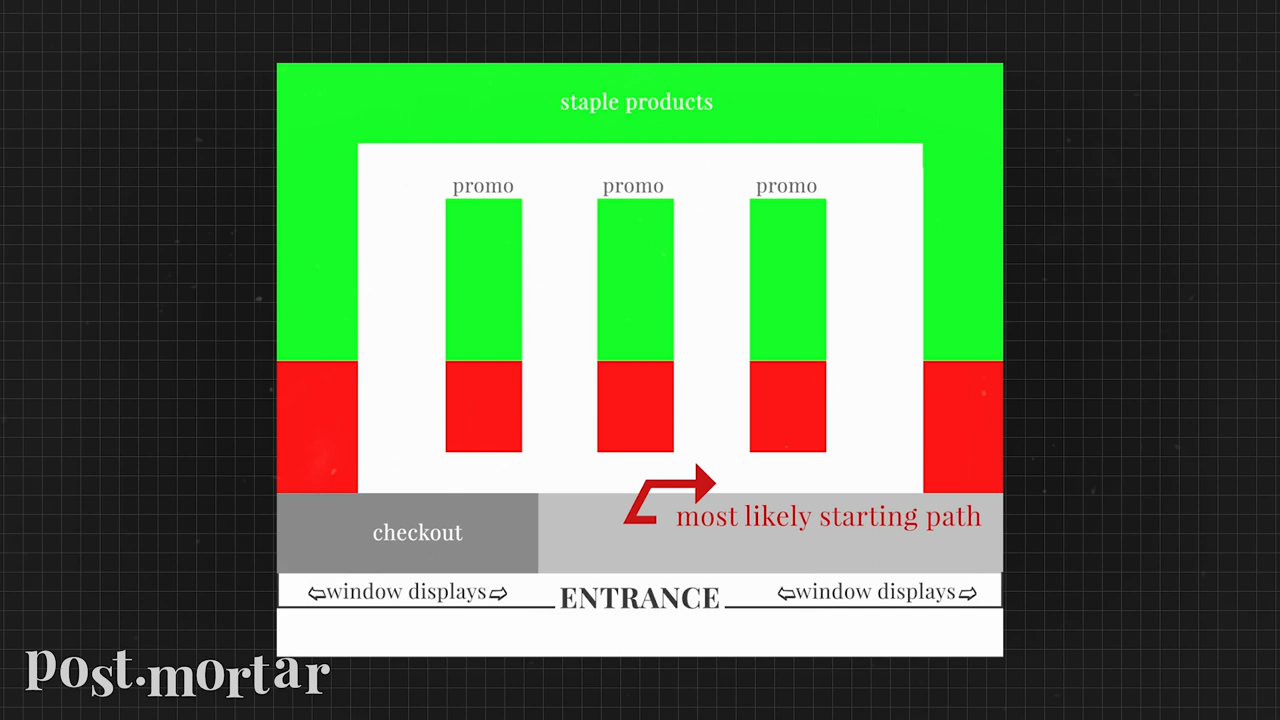 staple products
promo promo promo
most likely starting path
checkout
⇦window displays⇨ ENTRANCE ⇦window displays⇨
post.mortar